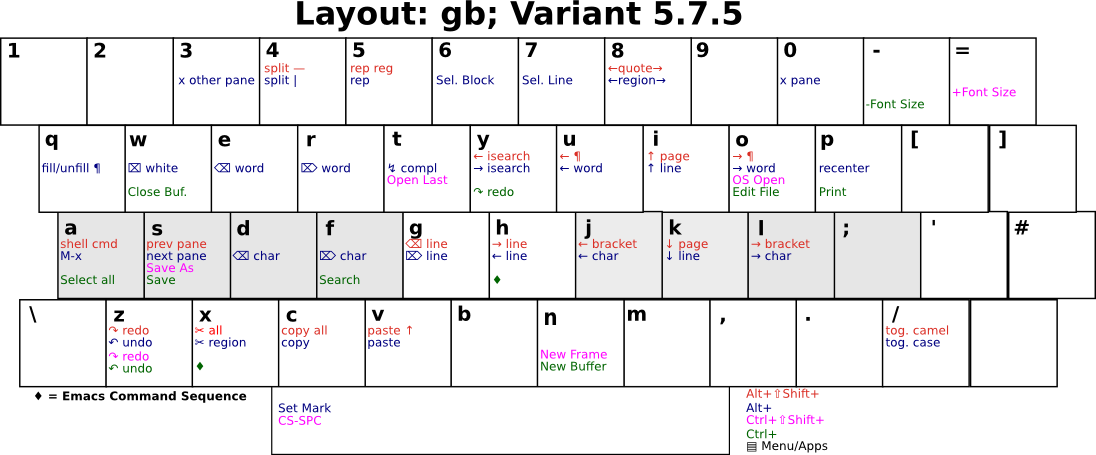 Layout: gb; Variant 5.7.5
1
2
3
x other pane
4
split —
split |
5
rep reg
rep
6
Sel. Block
7
Sel. Line
8
←quote→
←region→
9
0
x pane
-
-Font Size
=
+Font Size
q
fill/unfill ¶
w
⌧ white
Close Buf.
e
⌫ word
r
⌦ word
t
↯ compl
Open Last
y
← isearch
→ isearch
↷ redo
u
← ¶
← word
i
↑ page
↑ line
o
→ ¶
→ word
OS Open
Edit File
p
recenter
Print
[
]
a
shell cmd
M-x
Select all
s
prev pane
next pane
Save As
Save
d
⌫ char
f
⌦ char
Search
g
⌫ line
⌦ line
h
→ line
← line
♦
j
← bracket
← char
k
↓ page
↓ line
l
→ bracket
→ char
;
'
#
\
z
↷ redo
↶ undo
↷ redo
↶ undo
x
✂ all
✂ region
♦
c
copy all
copy
v
paste ↑
paste
b
n
New Frame
New Buffer
m
,
.
/
tog. camel
tog. case
♦ = Emacs Command Sequence
Set Mark
CS-SPC
Alt+⇧Shift+
Alt+
Ctrl+⇧Shift+
Ctrl+
▤ Menu/Apps